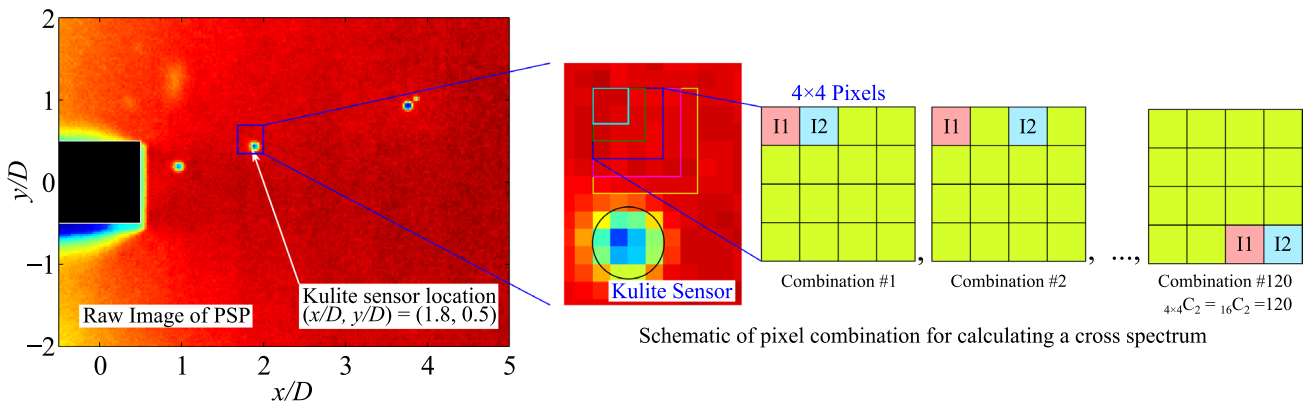 2
1
0
−1
−2
y/D
0
1
2
3
4
5
x/D
Raw Image of PSP
Kulite sensor location
(x/D, y/D) = (1.8, 0.5)
Kulite Sensor
4×4 Pixels
I1 I2
Combination #1
,
I1 I2
Combination #2
, ...,
I1 I2
Combination #120
₄ₓ₄C₂ = ₁₆C₂ =120
Schematic of pixel combination for calculating a cross spectrum